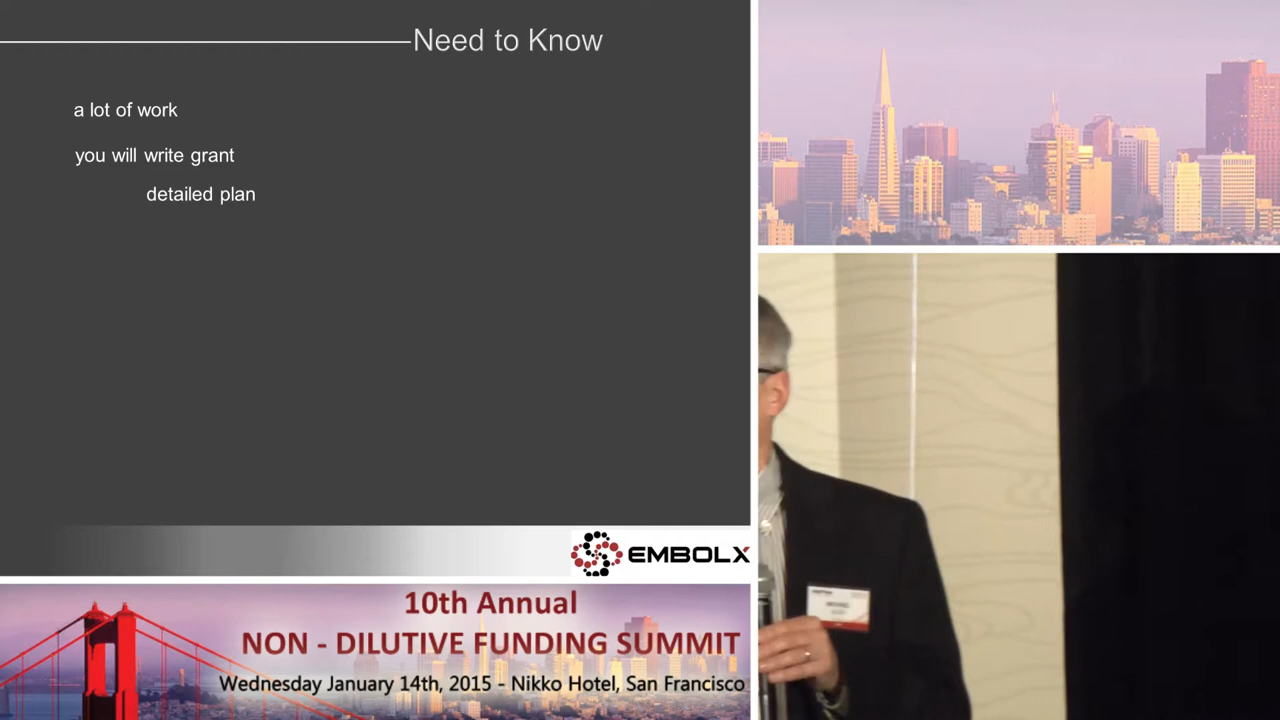 Need to Know
a lot of work
you will write grant
detailed plan
EMBOLX
10th Annual
NON - DILUTIVE FUNDING SUMMIT
Wednesday January 14th, 2015 - Nikko Hotel, San Francisco